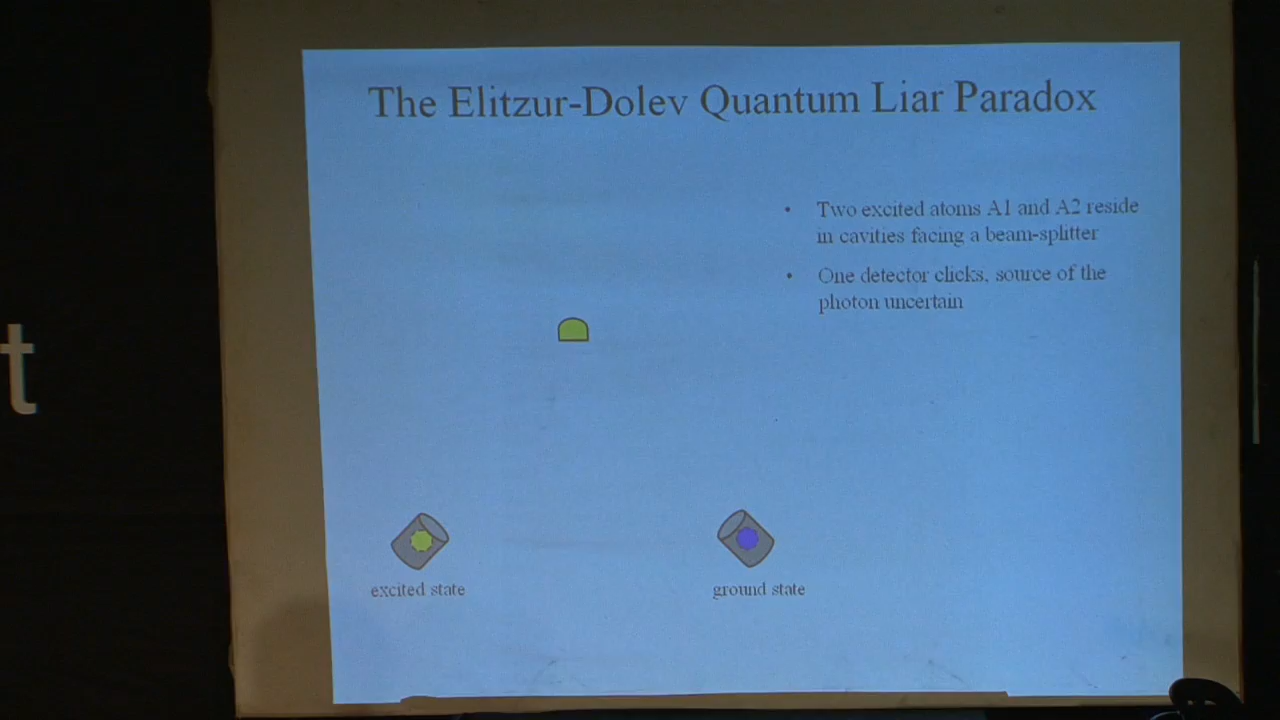 The Elitzur-Dolev Quantum Liar Paradox
• Two excited atoms A1 and A2 reside
in cavities facing a beam-splitter
• One detector clicks, source of the
photon uncertain
t
excited state
ground state